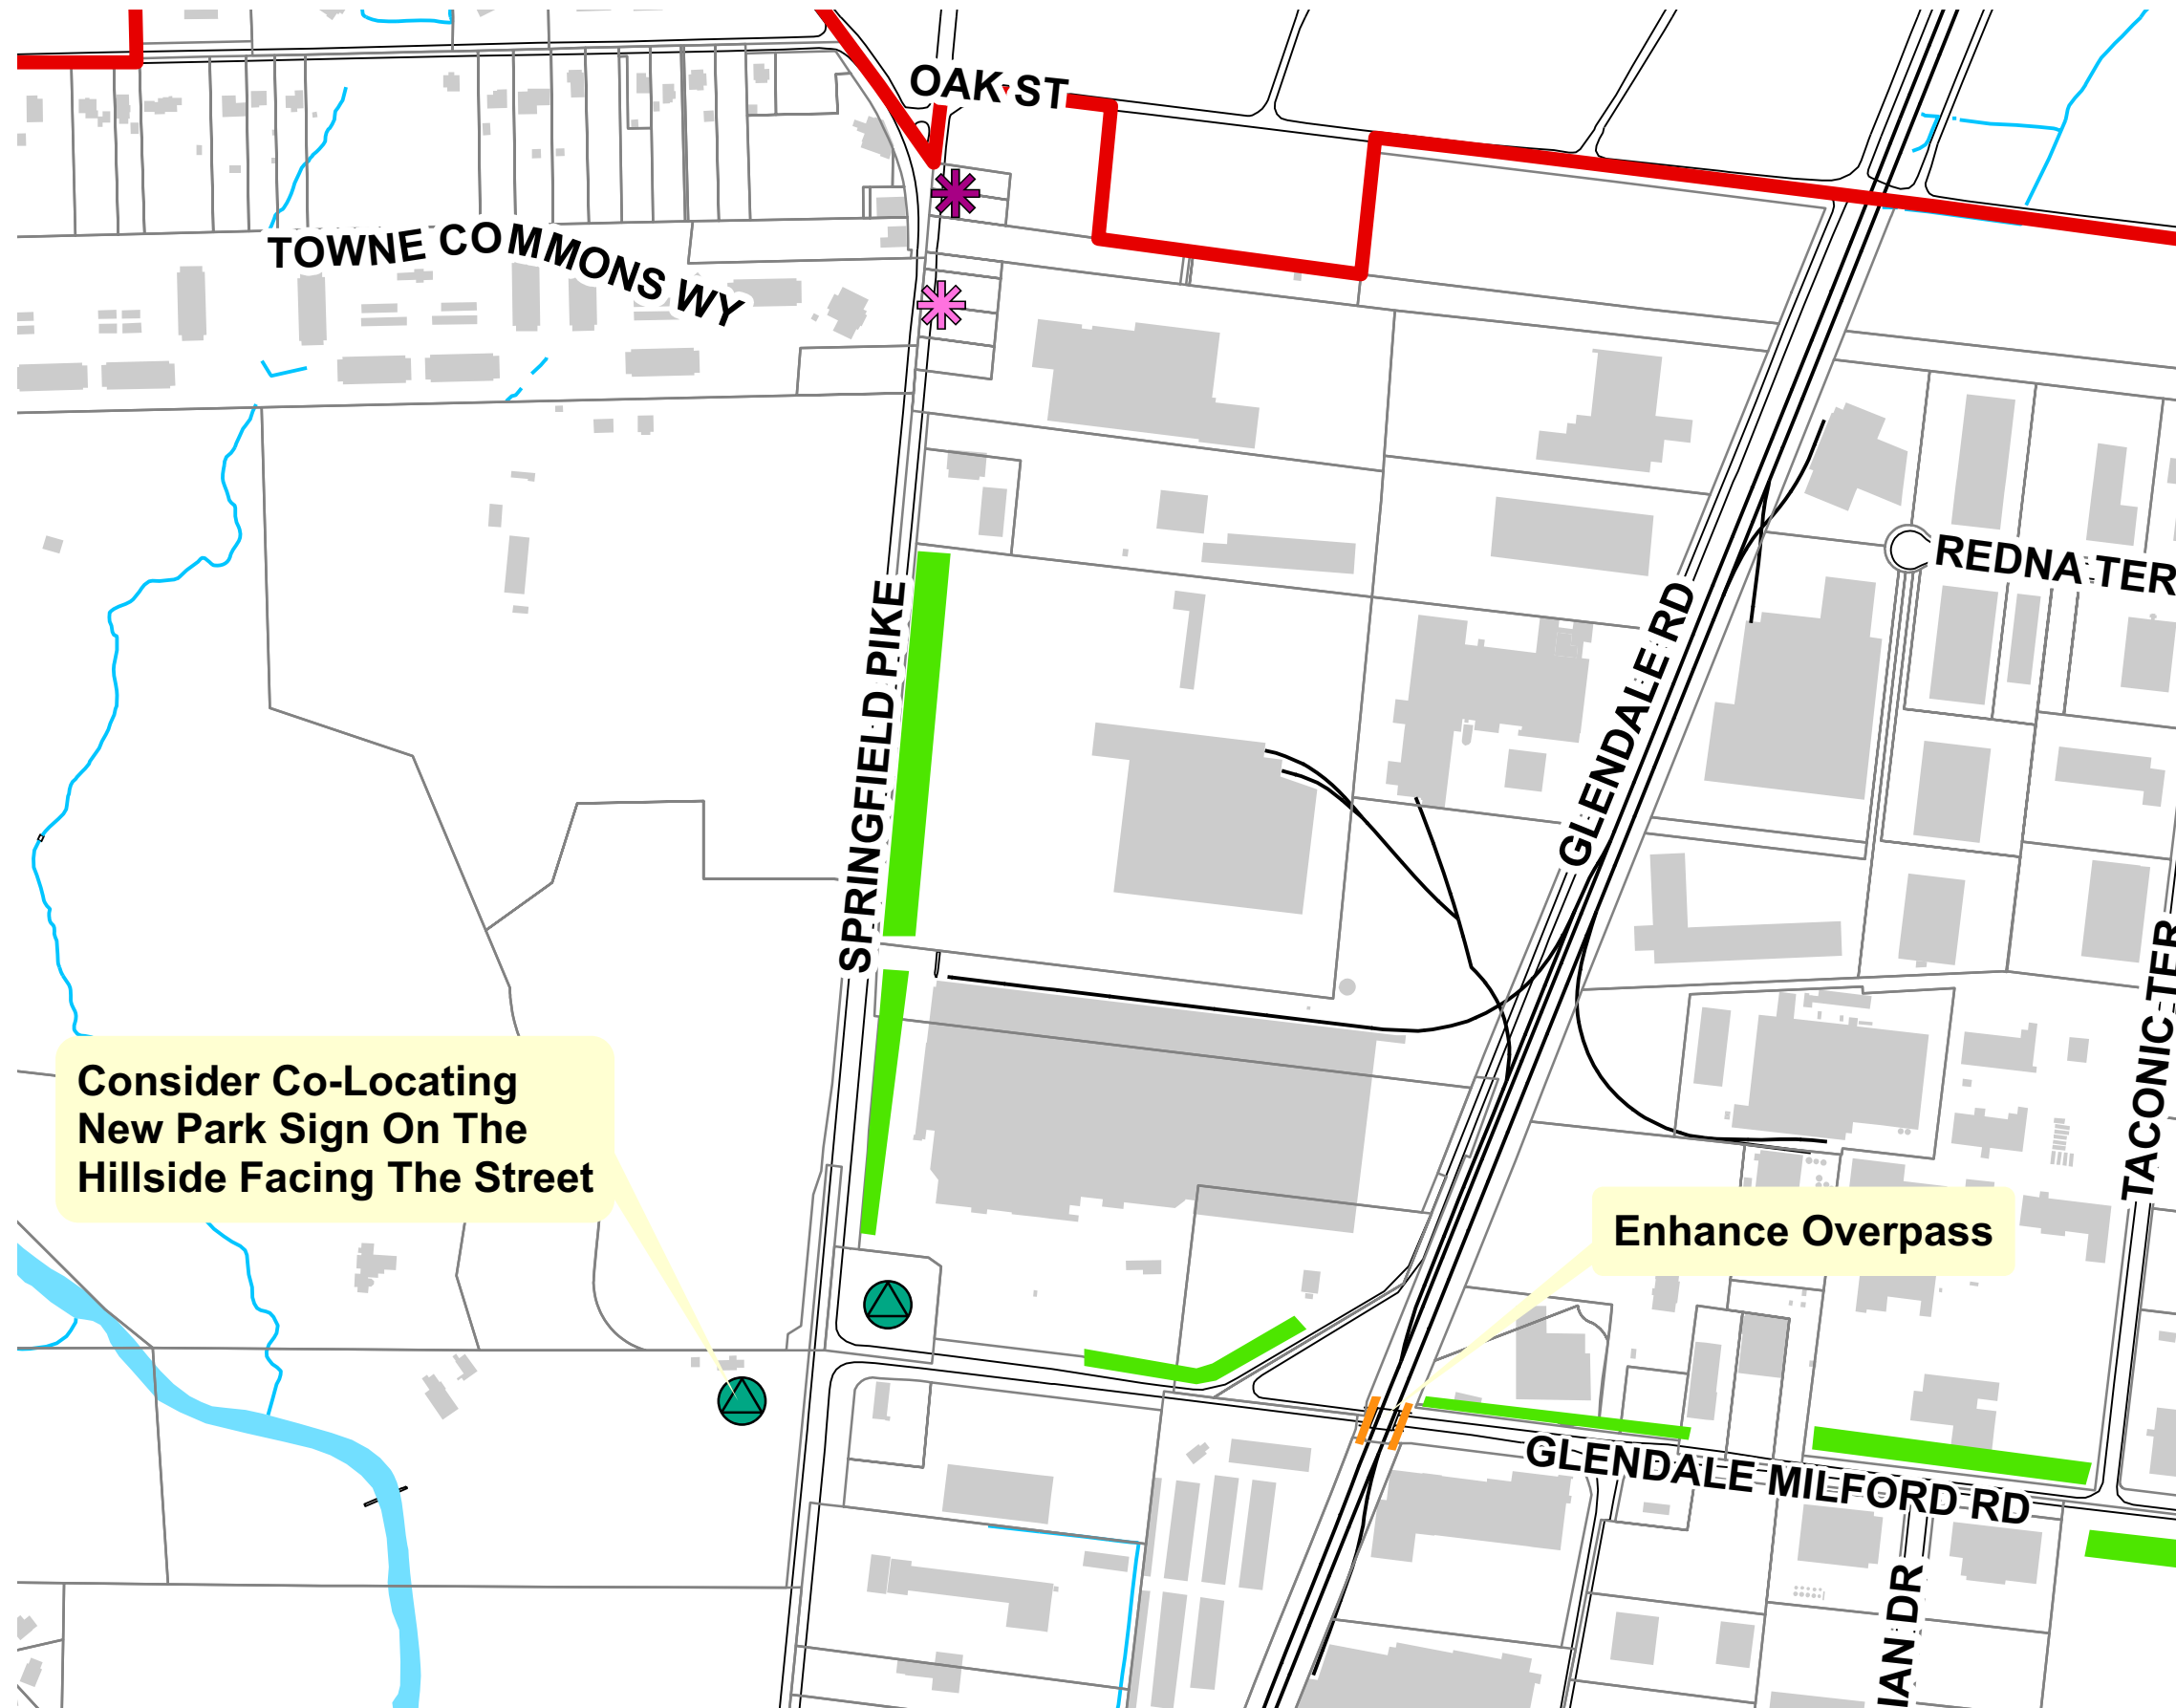 OAK ST
TOWNE COMMONS WY
REDNA TER
SPRINGFIELD PIKE
GLENDALE RD
TACONIC TER
Consider Co-Locating
New Park Sign On The
Hillside Facing The Street
Enhance Overpass
GLENDALE MILFORD RD
IAN DR